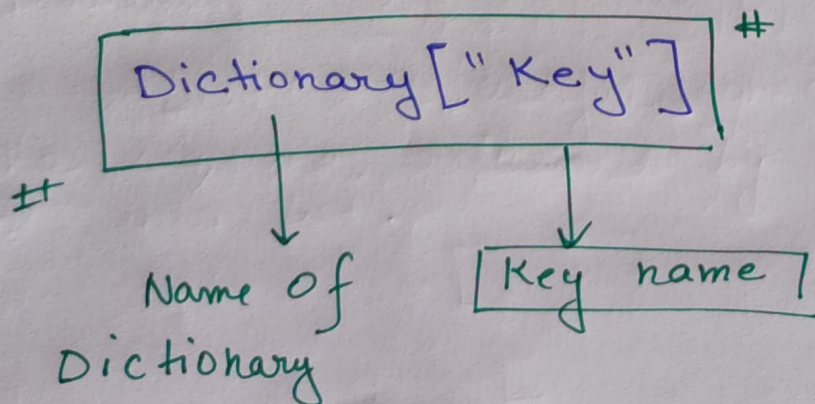 #
Dictionary["Key"]
#
Name of
Dictionary
Key name